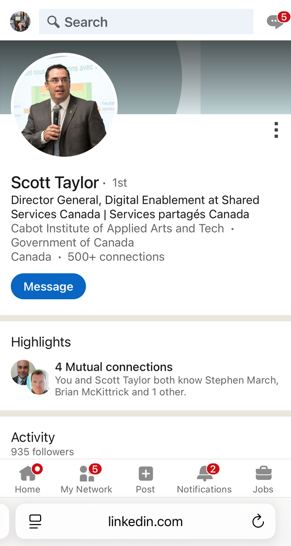 Search
5
Scott Taylor · 1st
Director General, Digital Enablement at Shared
Services Canada | Services partagés Canada
Cabot Institute of Applied Arts and Tech •
Government of Canada
Canada • 500+ connections
Message
Highlights
4 Mutual connections
You and Scott Taylor both know Stephen March,
Brian McKittrick and 1 other.
Activity
935 followers
5
2
Home
My Network
Post
Notifications
Jobs
linkedin.com